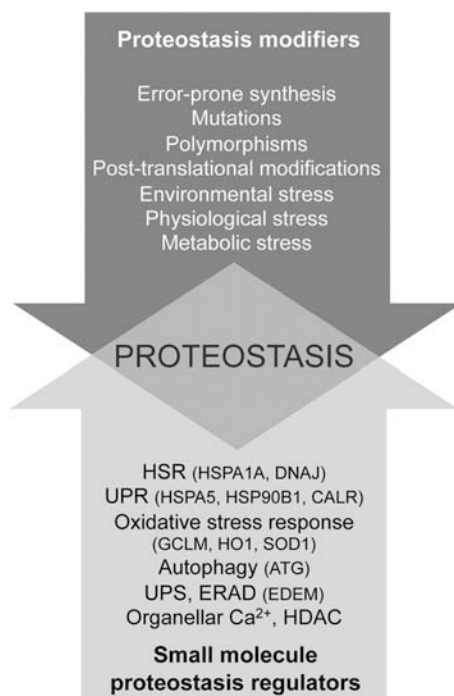 Proteostasis modifiers
Error-prone synthesis
Mutations
Polymorphisms
Post-translational modifications
Environmental stress
Physiological stress
Metabolic stress
PROTEOSTASIS
HSR (HSPA1A, DNAJ)
UPR (HSPA5, HSP90B1, CALR)
Oxidative stress response
(GCLM, HO1, SOD1)
Autophagy (ATG)
UPS, ERAD (EDEM)
Organellar Ca²⁺, HDAC
Small molecule
proteostasis regulators